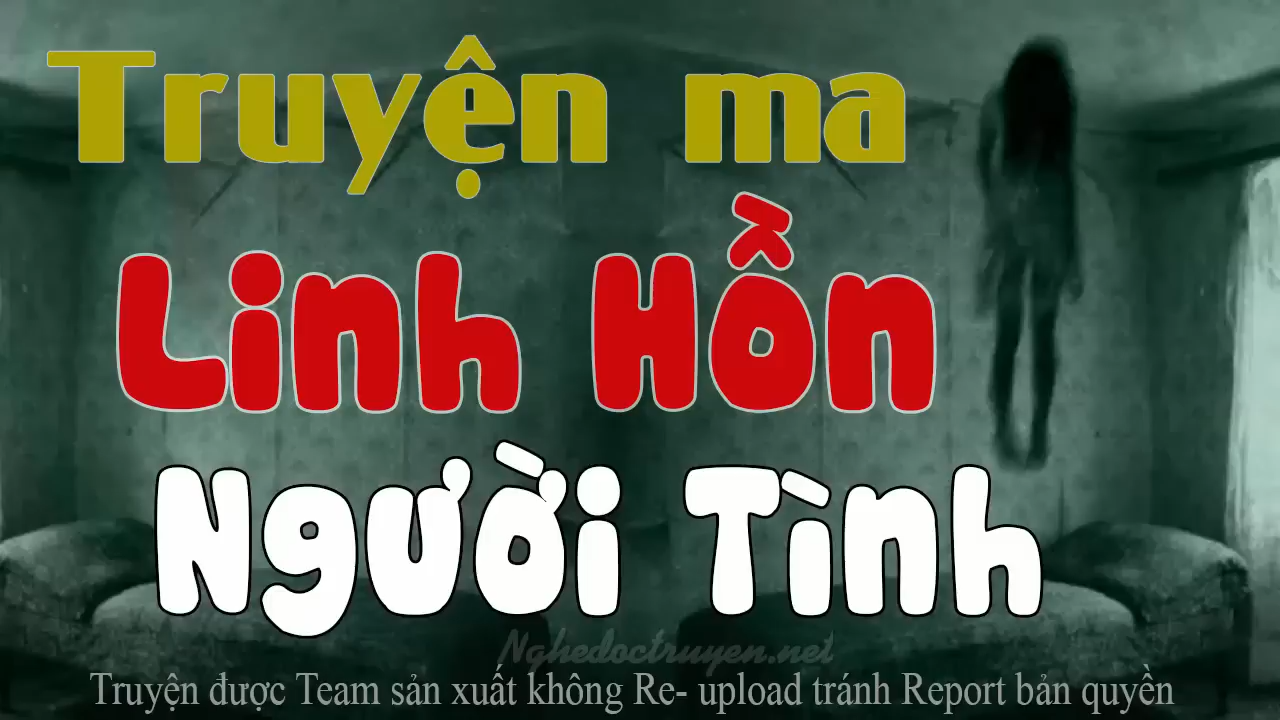 Truyện ma
Linh Hồn
Người Tình
Nghedoctruyen.net
Truyện được Team sản xuất không Re- upload tránh Report bản quyền